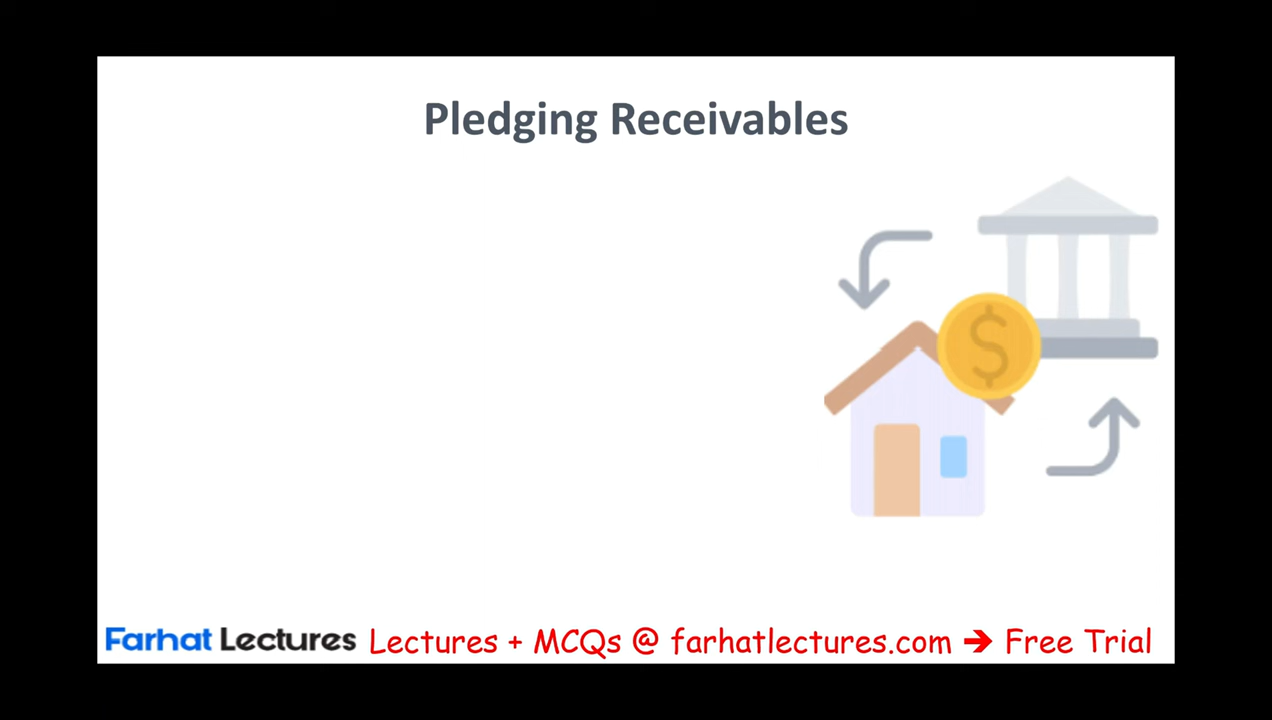 Pledging Receivables
$
Farhat Lectures Lectures + MCQs @ farhatlectures.com → Free Trial